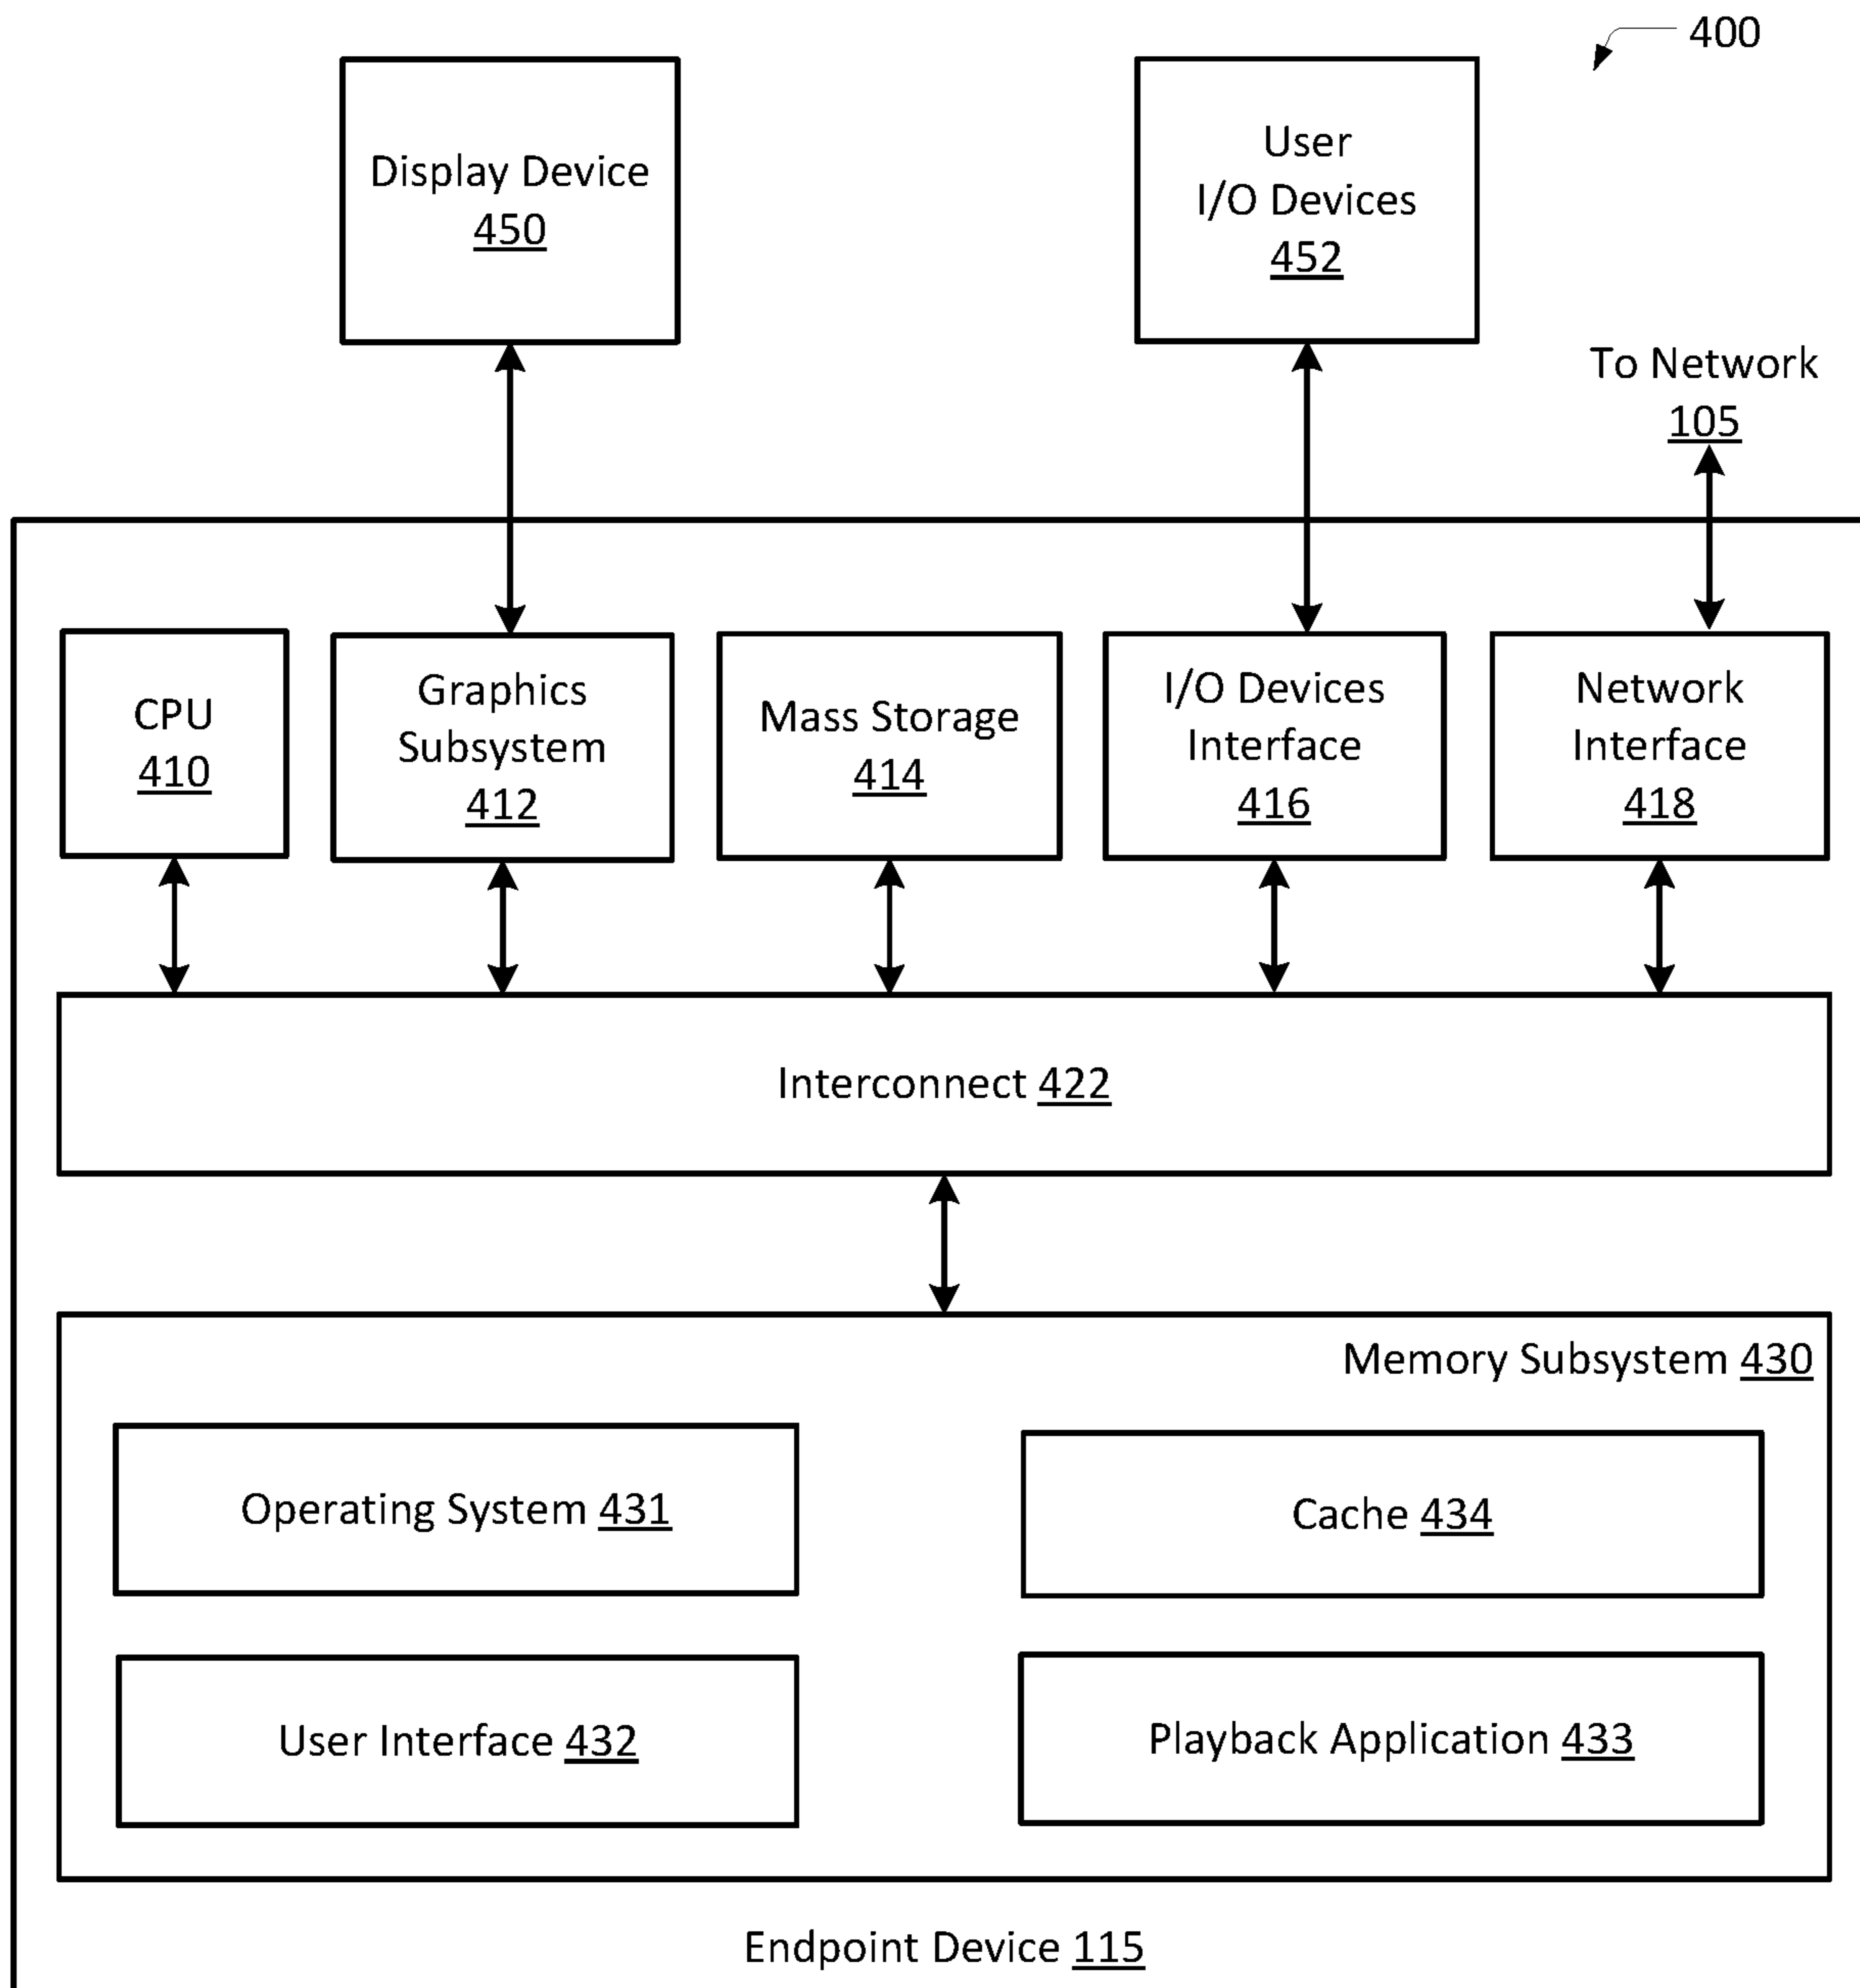 400
Display Device
450
User
I/O Devices
452
To Network
105
CPU
410
Graphics
Subsystem
412
Mass Storage
414
I/O Devices
Interface
416
Network
Interface
418
Interconnect 422
Memory Subsystem 430
Operating System 431
Cache 434
User Interface 432
Playback Application 433
Endpoint Device 115